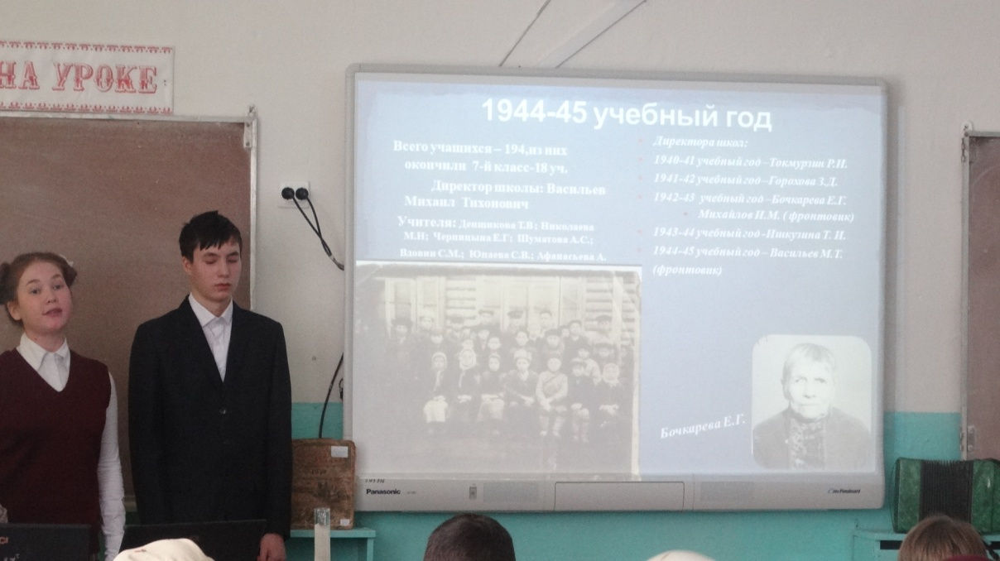 НА УРОКЕ
1944-45 учебный год
Всего учащихся – 194,из них
окончили 7-й класс-18 уч.
Директор школы: Васильев
Михаил Тихонович
Учителя: Денщикова Т.В; Николаева
М.Н; Черницына Е.Г; Шуматова А.С.;
Вдовин С.М.; Юнаева С.В.; Афанасьева А.
Директора школ:
1940-41 учебный год –Токмурзин Р.И.
1941-42 учебный год –Горохова З.Д.
1942-43 учебный год –Бочкарева Е.Г.
Михайлов И.М. ( фронтовик)
1943-44 учебный год -Пшкулина Т. И.
1944-45 учебный год – Васильев М.Т.
(фронтовик)
Бочкарева Е.Г.
Panasonic